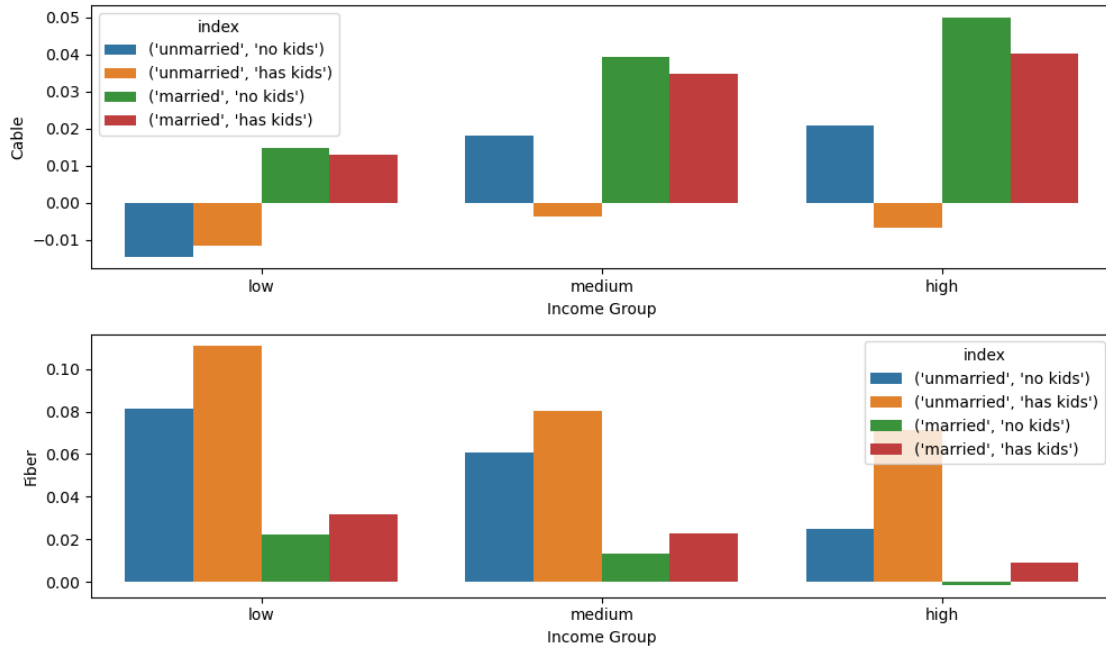 0.05
0.04
0.03
0.02
0.01
0.00
−0.01
Cable
index
('unmarried', 'no kids')
('unmarried', 'has kids')
('married', 'no kids')
('married', 'has kids')
low medium high
Income Group
0.10
0.08
0.06
0.04
0.02
0.00
Fiber
index
('unmarried', 'no kids')
('unmarried', 'has kids')
('married', 'no kids')
('married', 'has kids')
low medium high
Income Group